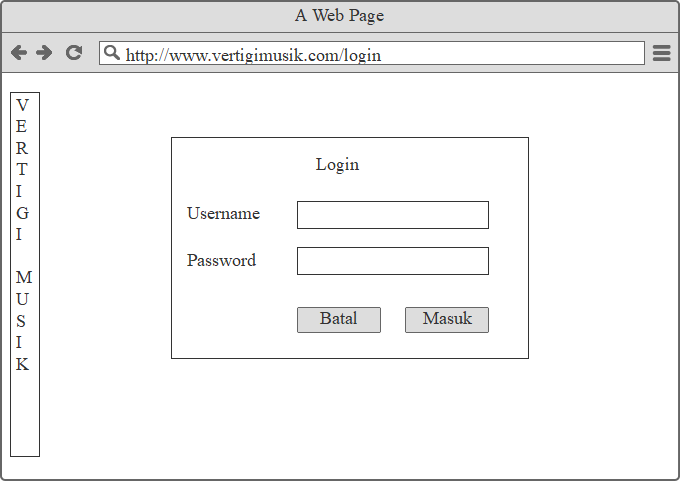 A Web Page
http://www.vertigimusik.com/login
V
E
R
T
I
G
I
M
U
S
I
K
Login
Username
Password
Batal Masuk